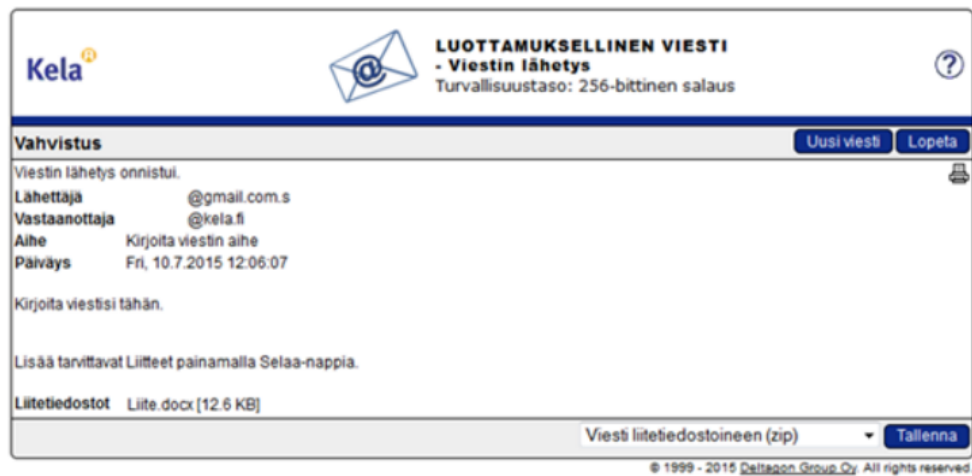 Kela
LUOTTAMUKSELLINEN VIESTI
- Viestin lähetys
Turvallisuustaso: 256-bittinen salaus
?
Vahvistus
Uusi viesti
Lopeta
Viestin lähetys onnistui.
Lähettäjä @gmail.com.s
Vastaanottaja @kela.fi
Aihe Kirjoita viestin aihe
Päiväys Fri, 10.7.2015 12:06:07
Kirjoita viestisi tähän.
Lisää tarvittavat Liitteet painamalla Selaa-nappia.
Liitetiedostot Liite.docx [12.6 KB]
Viesti liitetiedostoineen (zip)
Tallenna
© 1999 - 2015 Deltagon Group Oy. All rights reserved